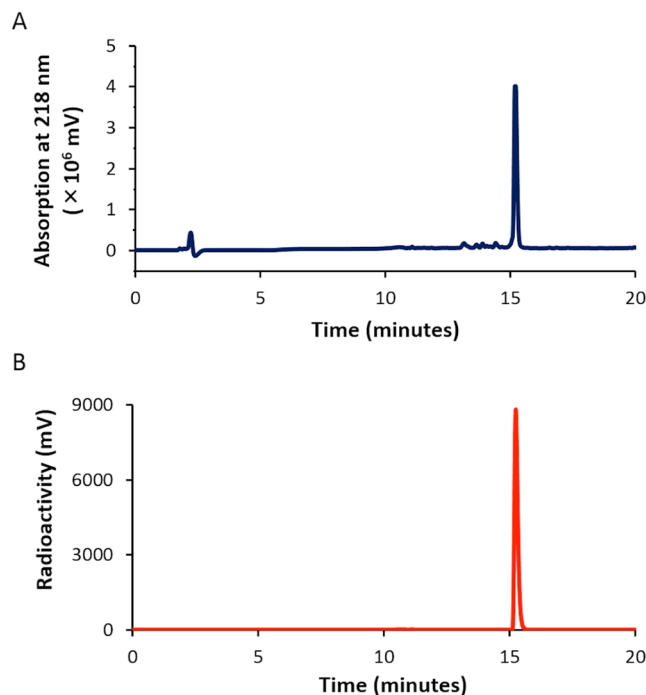 A
Absorption at 218 nm
(×10⁶ mV)
5
4
3
2
1
0
0 5 10 15 20
Time (minutes)
B
Radioactivity (mV)
9000
6000
3000
0
0 5 10 15 20
Time (minutes)